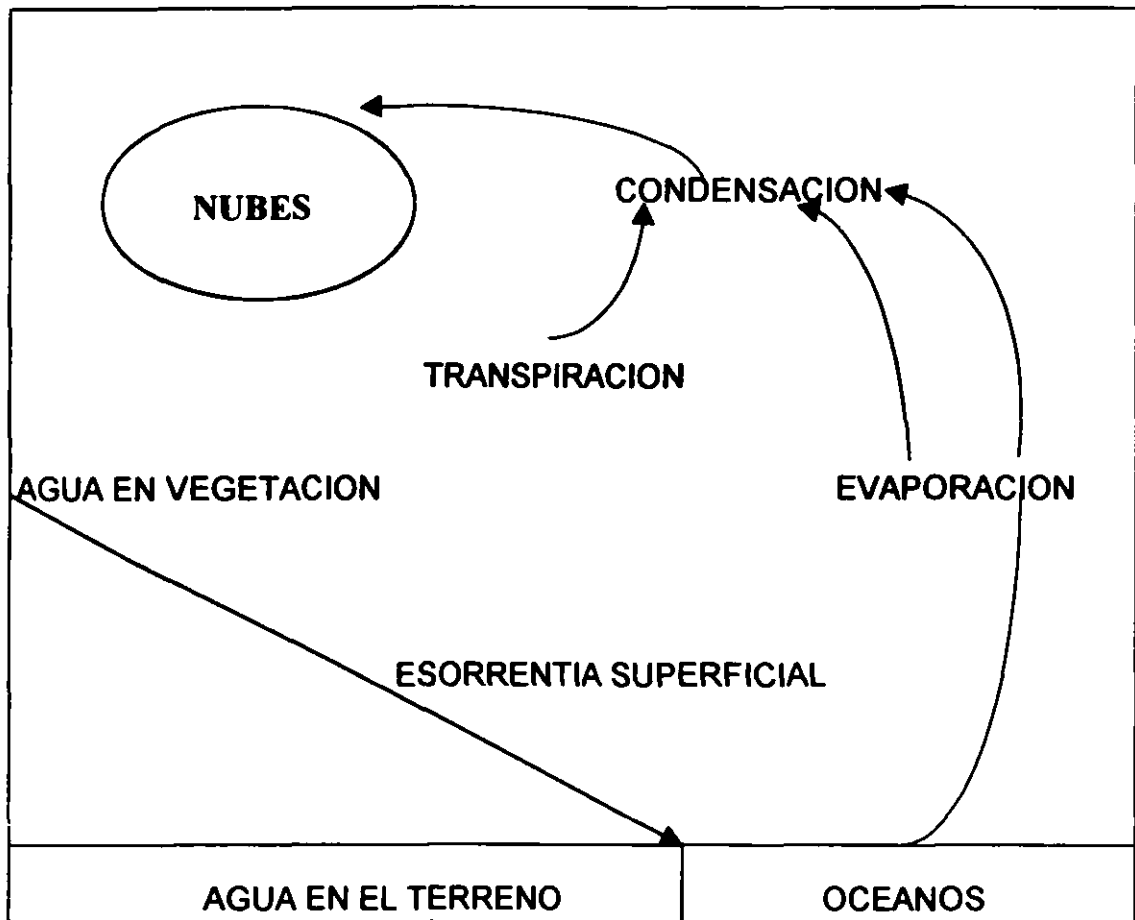 NUBES
CONDENSACION
TRANSPIRACION
AGUA EN VEGETACION
EVAPORACION
ESORRENTIA SUPERFICIAL
AGUA EN EL TERRENO
OCEANOS